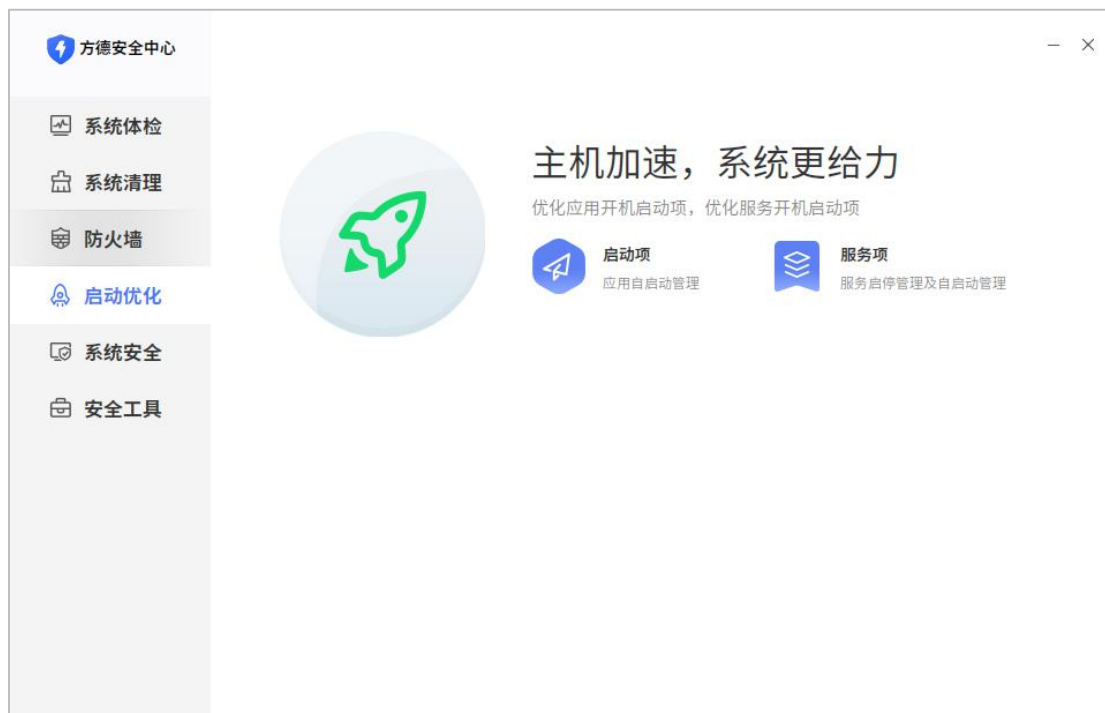 方德安全中心
系统体检
系统清理
防火墙
启动优化
系统安全
安全工具
主机加速，系统更给力
优化应用开机启动项，优化服务开机启动项
启动项
应用自启动管理
服务项
服务启停管理及自启动管理